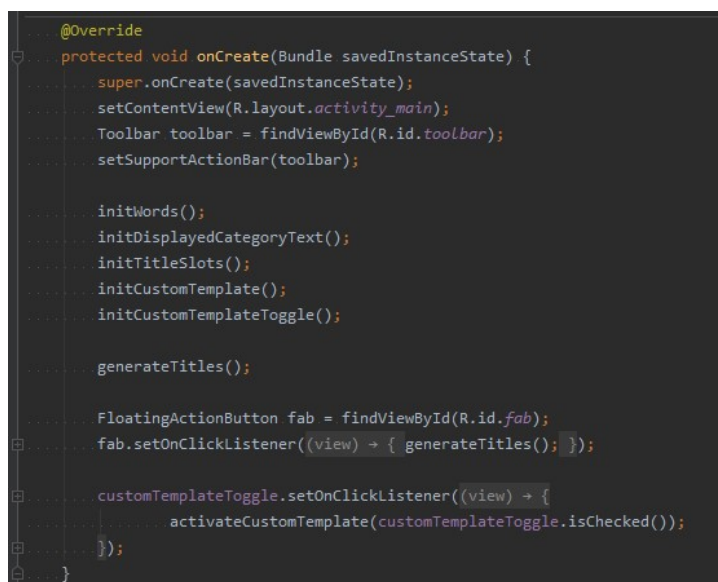 @Override
protected void onCreate(Bundle savedInstanceState) {
super.onCreate(savedInstanceState);
setContentView(R.layout.activity_main);
Toolbar toolbar = findViewById(R.id.toolbar);
setSupportActionBar(toolbar);
initWords();
initDisplayedCategoryText();
initTitleSlots();
initCustomTemplate();
initCustomTemplateToggle();
generateTitles();
FloatingActionButton fab = findViewById(R.id.fab);
fab.setOnClickListener((view) → { generateTitles(); });
customTemplateToggle.setOnClickListener((view) → {
activateCustomTemplate(customTemplateToggle.isChecked());
});
}